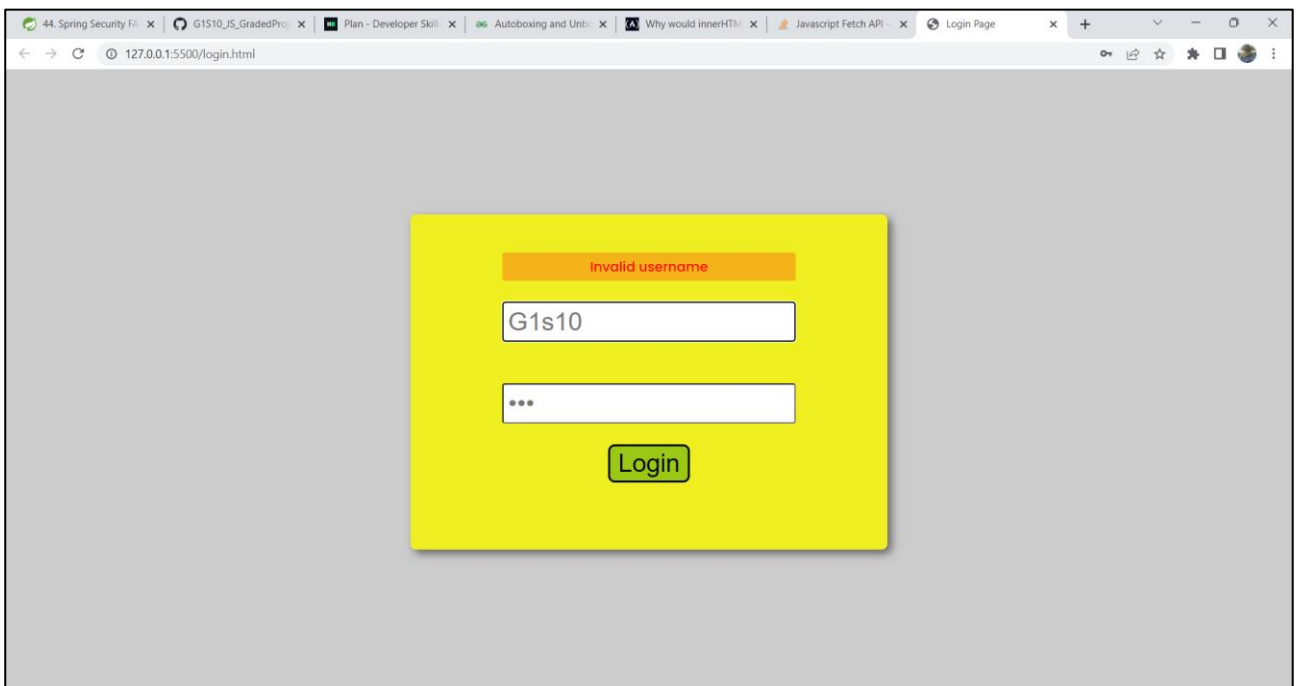 44. Spring Security FA
G1S10_JS_GradedProj
Plan - Developer Skill
Autoboxing and Unbo
Why would innerHTM
Javascript Fetch API -
Login Page
127.0.0.1:5500/login.html
Invalid username
G1s10
•••
Login